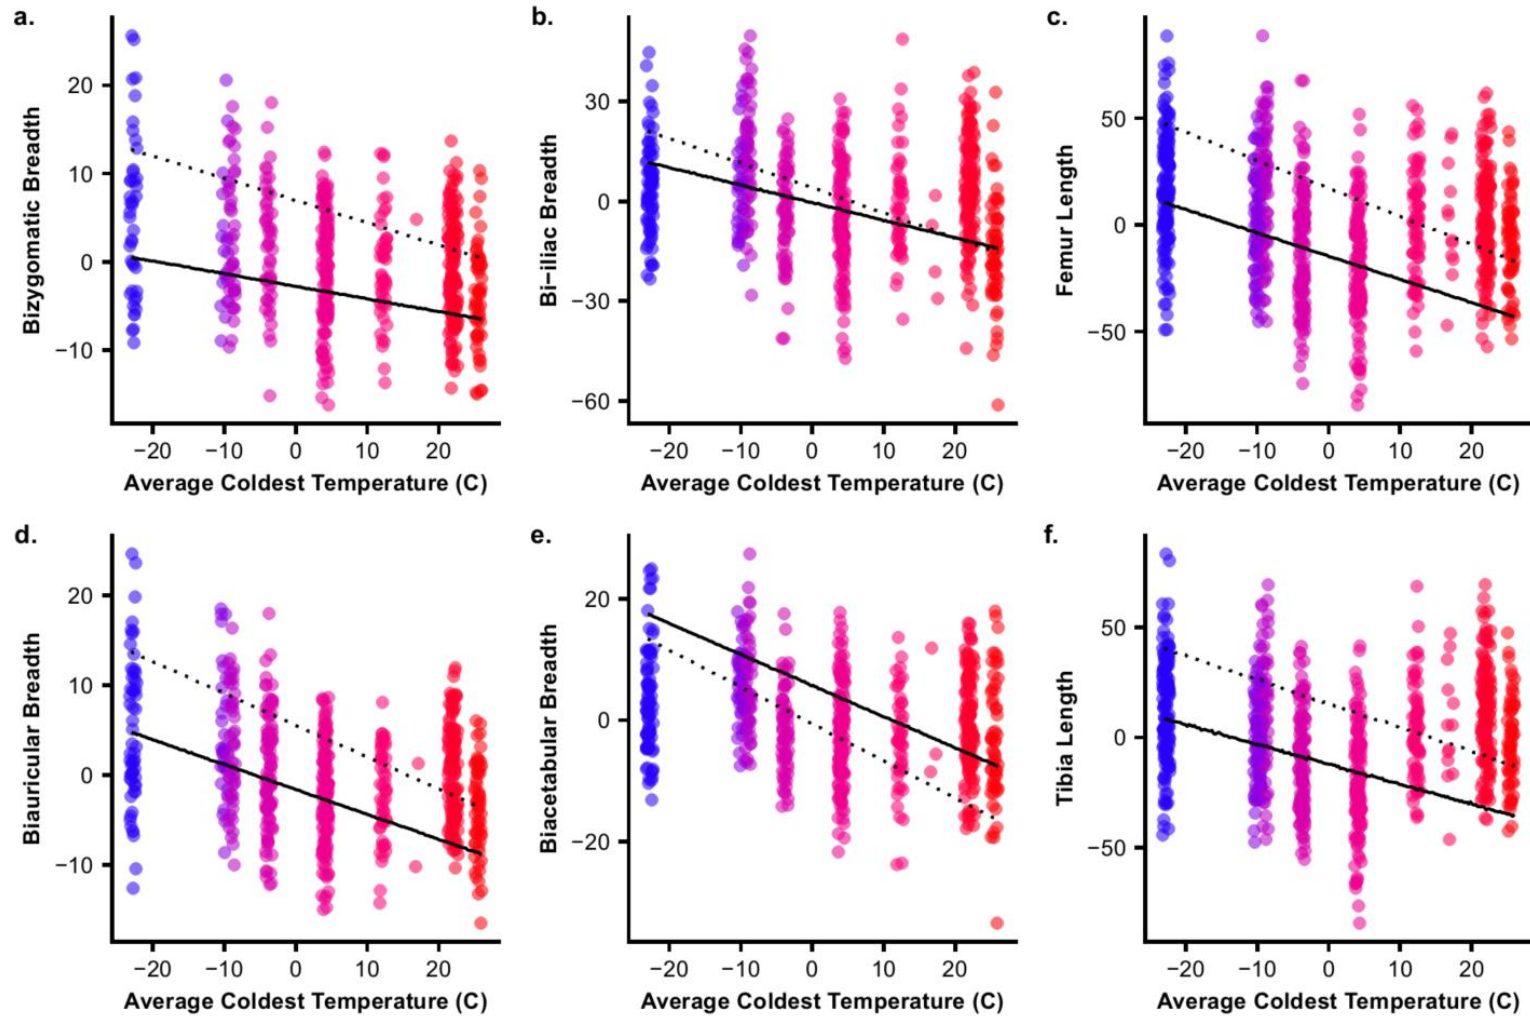 a.
Bizygomatic Breadth
20
10
0
−10
−20 −10 0 10 20
Average Coldest Temperature (C)
b.
Bi−iliac Breadth
30
0
−30
−60
−20 −10 0 10 20
Average Coldest Temperature (C)
c.
Femur Length
50
0
−50
−20 −10 0 10 20
Average Coldest Temperature (C)
d.
Biauricular Breadth
20
10
0
−10
−20 −10 0 10 20
Average Coldest Temperature (C)
e.
Biacetabular Breadth
20
0
−20
−20 −10 0 10 20
Average Coldest Temperature (C)
f.
Tibia Length
50
0
−50
−20 −10 0 10 20
Average Coldest Temperature (C)